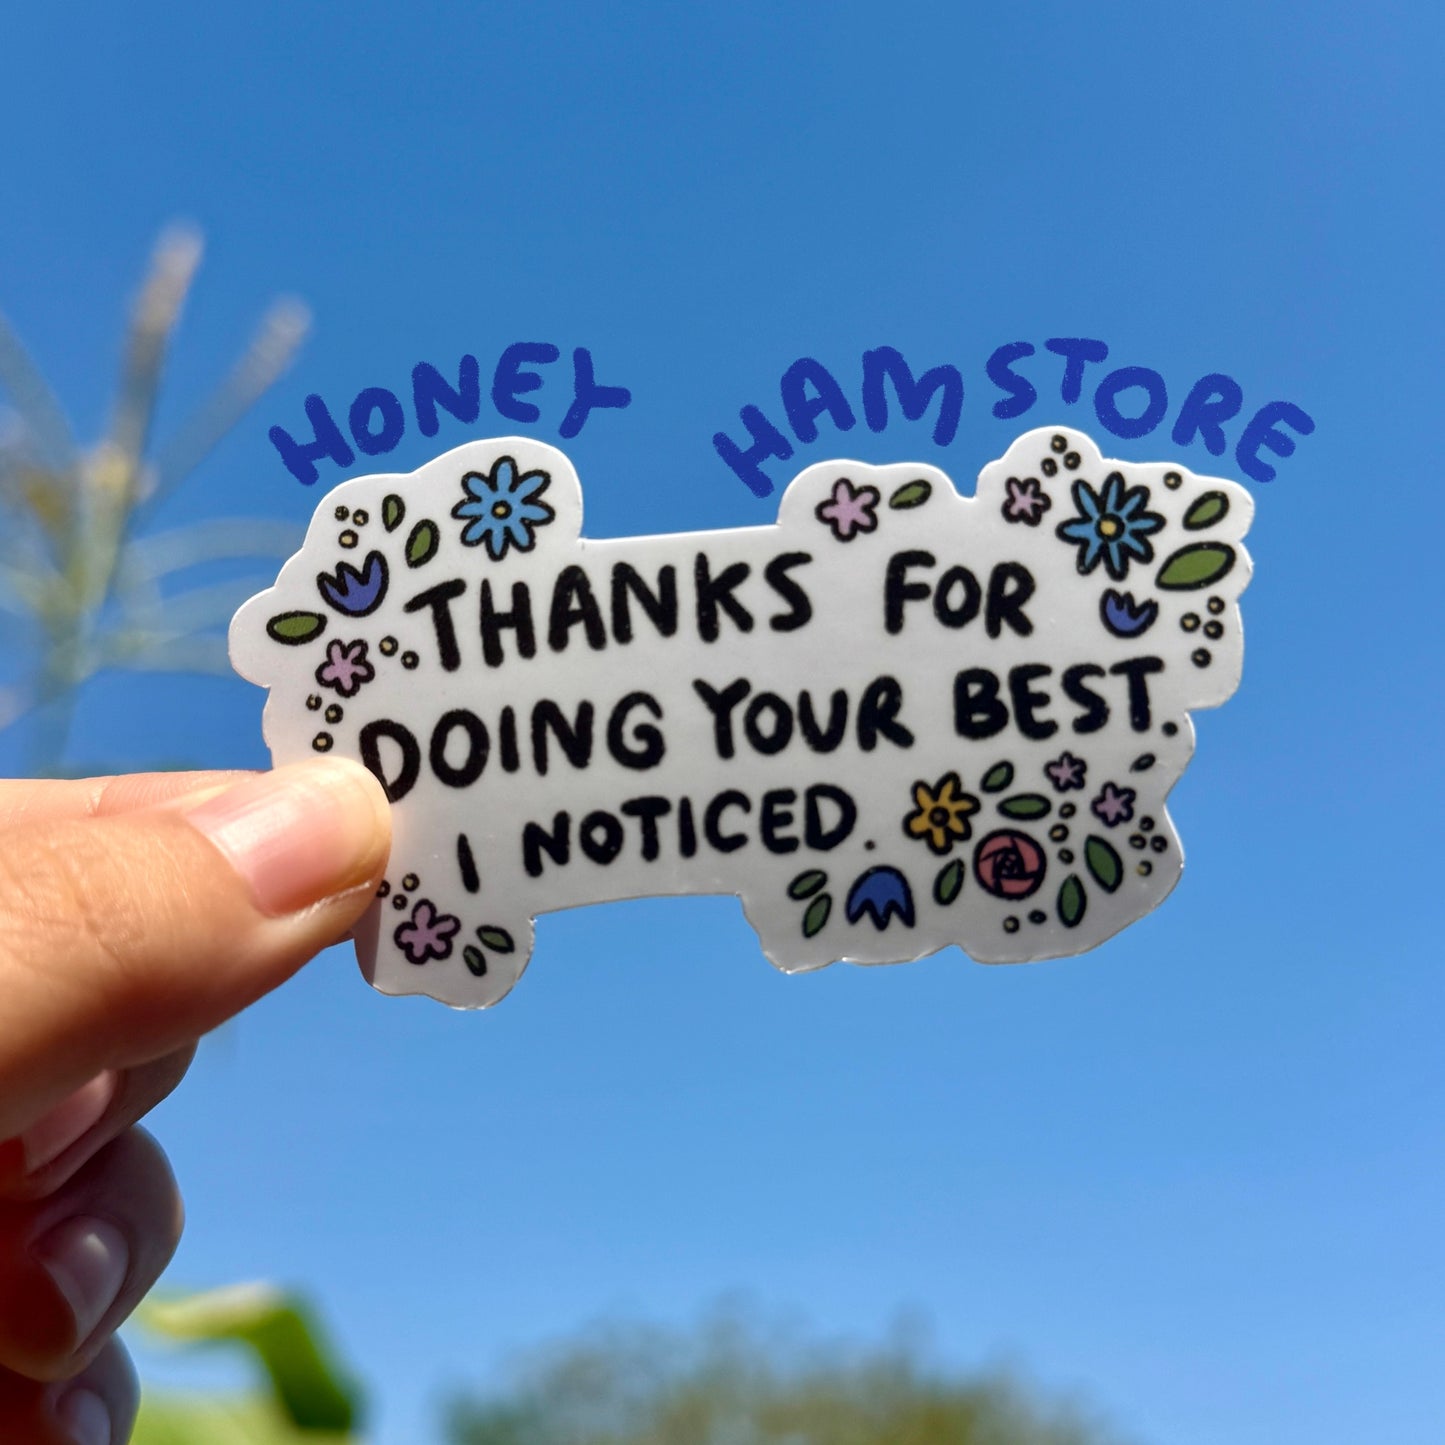 HONEY HAMSTORE
THANKS FOR
DOING YOUR BEST.
I NOTICED.